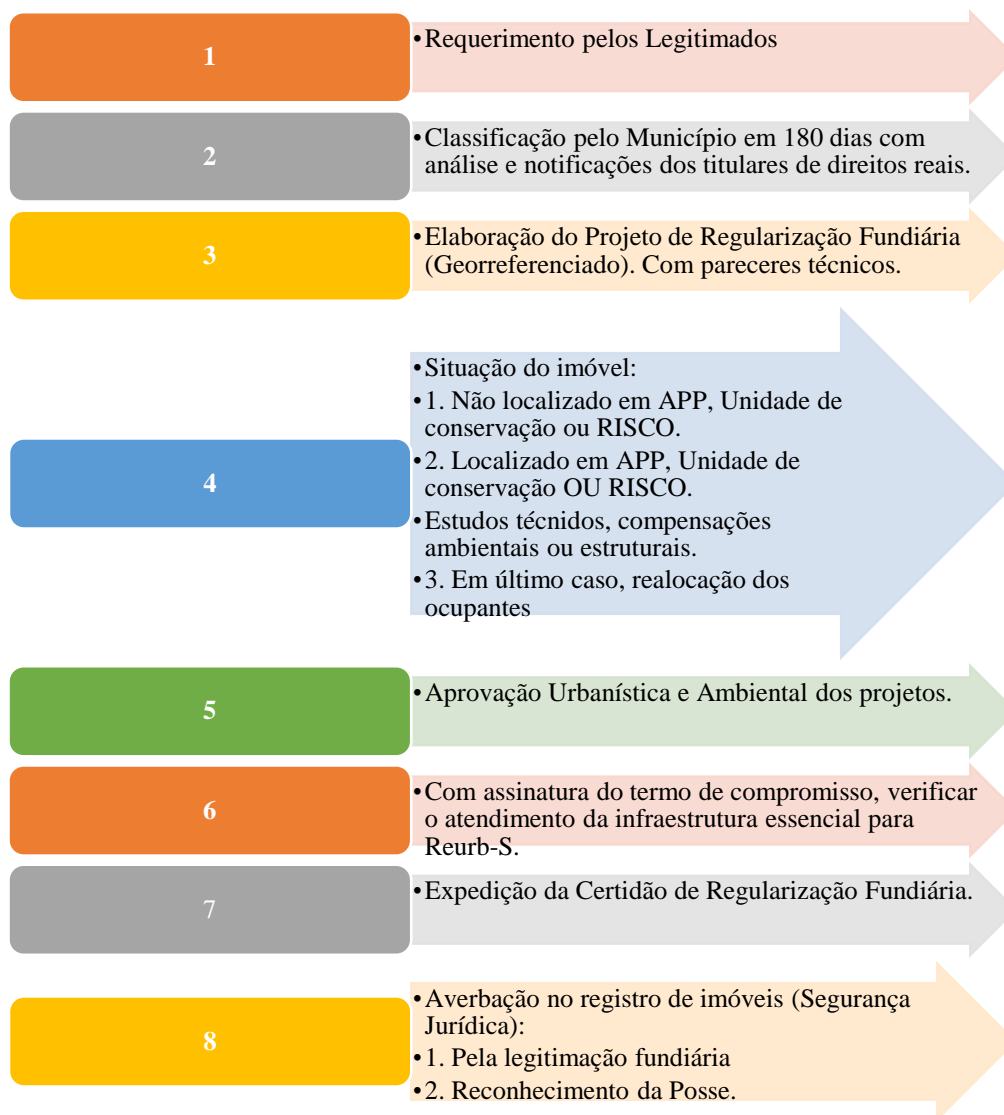 1
•Requerimento pelos Legitimados
2
•Classificação pelo Município em 180 dias com
análise e notificações dos titulares de direitos reais.
3
•Elaboração do Projeto de Regularização Fundiária
(Georreferenciado). Com pareceres técnicos.
4
•Situação do imóvel:
•1. Não localizado em APP, Unidade de
conservação ou RISCO.
•2. Localizado em APP, Unidade de
conservação OU RISCO.
•Estudos técnidos, compensações
ambientais ou estruturais.
•3. Em último caso, realocação dos
ocupantes
5
•Aprovação Urbanística e Ambiental dos projetos.
6
•Com assinatura do termo de compromisso, verificar
o atendimento da infraestrutura essencial para
Reurb-S.
7
•Expedição da Certidão de Regularização Fundiária.
8
•Averbação no registro de imóveis (Segurança
Jurídica):
•1. Pela legitimação fundiária
•2. Reconhecimento da Posse.